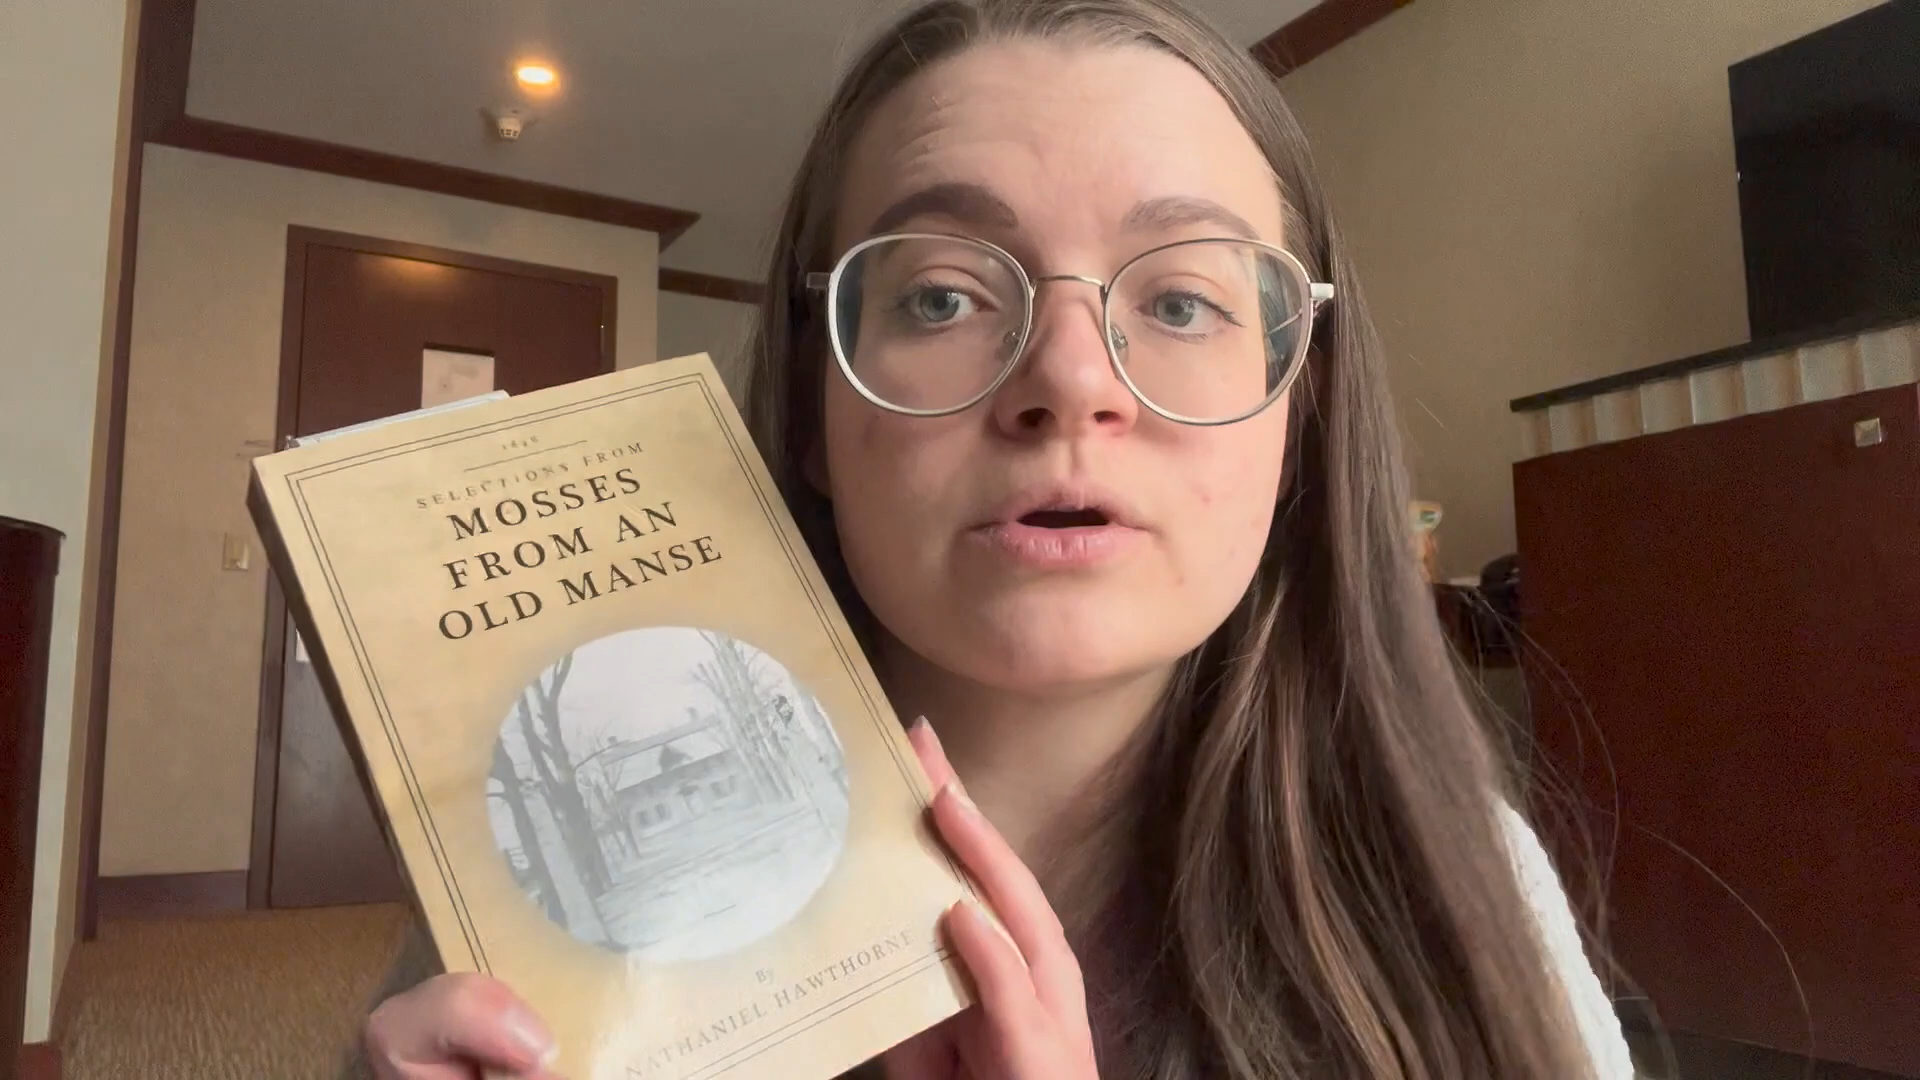 SELECTIONS FROM
MOSSES
FROM AN
OLD MANSE
By
NATHANIEL HAWTHORNE